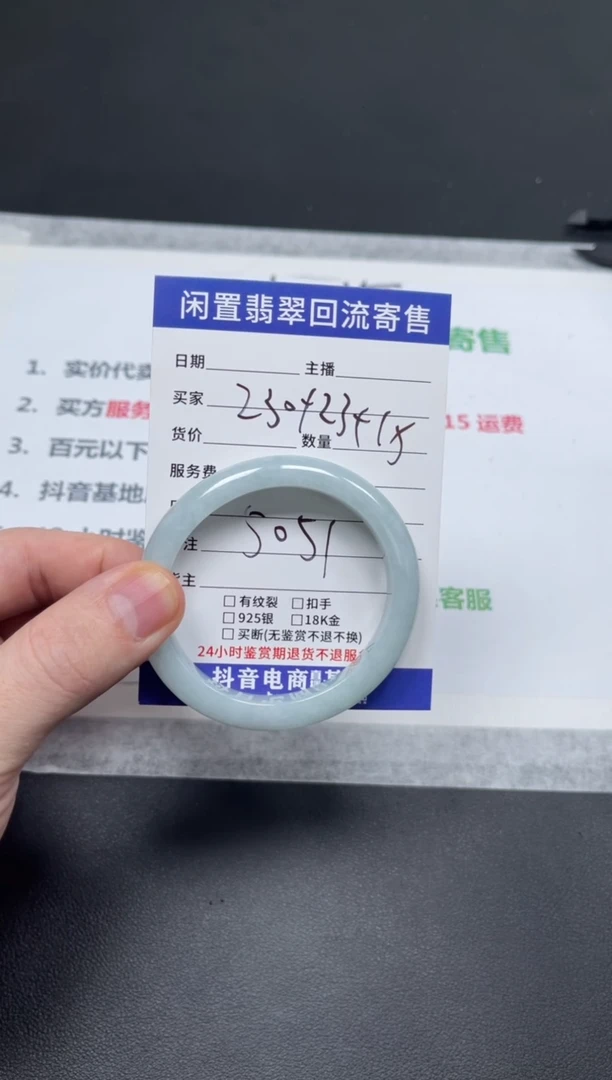 闲置翡翠回流寄售
日期 主播
买家
230423415
货价 数量
服务费
3051
注
主
□有纹裂 □扣手
□925银 □18K金
□买断(无鉴赏不退不换)
24小时鉴赏期退货不退服
抖音电商
寄售
1. 实价代卖
2. 买方服务 15 运费
3. 百元以下
4. 抖音基地
客服